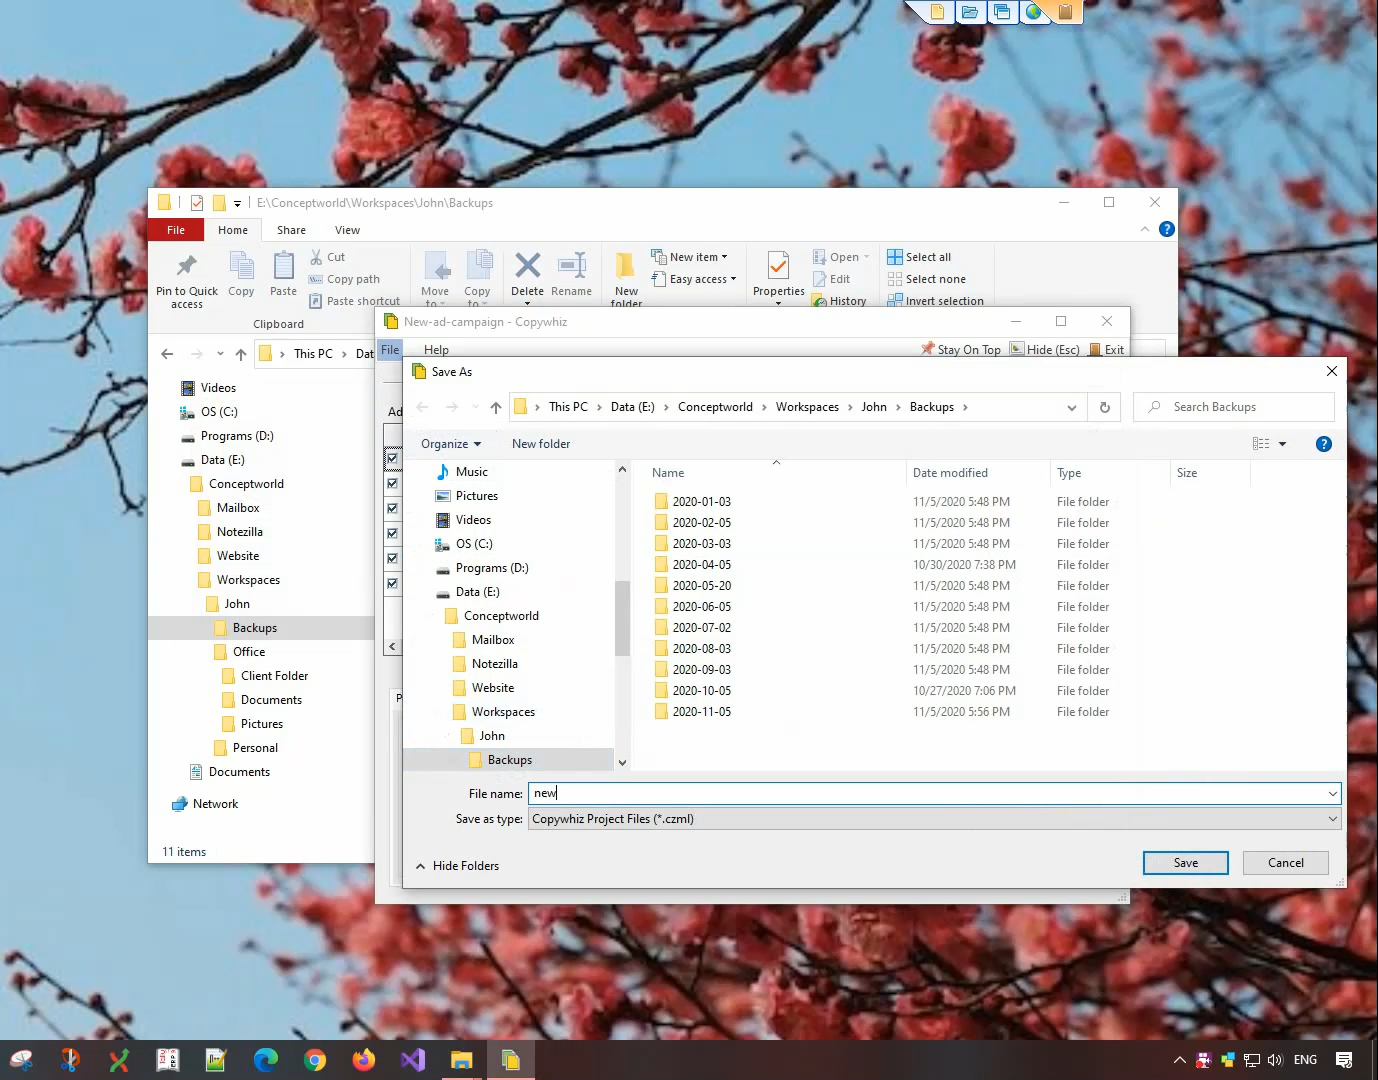 E:\Conceptworld\Workspaces\John\Backups
File Home Share View
Pin to Quick access
Copy
Paste
Cut
Copy path
Paste shortcut
Clipboard
Move to
Copy to
Delete
Rename
New folder
New item
Easy access
Properties
Open
Edit
History
Select all
Select none
Invert selection
This PC Dat
Videos
OS (C:)
Programs (D:)
Data (E:)
Conceptworld
Mailbox
Notezilla
Website
Workspaces
John
Backups
Office
Client Folder
Documents
Pictures
Personal
Documents
Network
11 items
New-ad-campaign - Copywhiz
File Help Stay On Top Hide (Esc) Exit
Ad
P
Save As
This PC > Data (E:) > Conceptworld > Workspaces > John > Backups >
Search Backups
Organize New folder
Music
Pictures
Videos
OS (C:)
Programs (D:)
Data (E:)
Conceptworld
Mailbox
Notezilla
Website
Workspaces
John
Backups
Name Date modified Type Size
2020-01-03 11/5/2020 5:48 PM File folder
2020-02-05 11/5/2020 5:48 PM File folder
2020-03-03 11/5/2020 5:48 PM File folder
2020-04-05 10/30/2020 7:38 PM File folder
2020-05-20 11/5/2020 5:48 PM File folder
2020-06-05 11/5/2020 5:48 PM File folder
2020-07-02 11/5/2020 5:48 PM File folder
2020-08-03 11/5/2020 5:48 PM File folder
2020-09-03 11/5/2020 5:48 PM File folder
2020-10-05 10/27/2020 7:06 PM File folder
2020-11-05 11/5/2020 5:56 PM File folder
File name: new
Save as type: Copywhiz Project Files (*.czml)
Hide Folders
Save Cancel
ENG